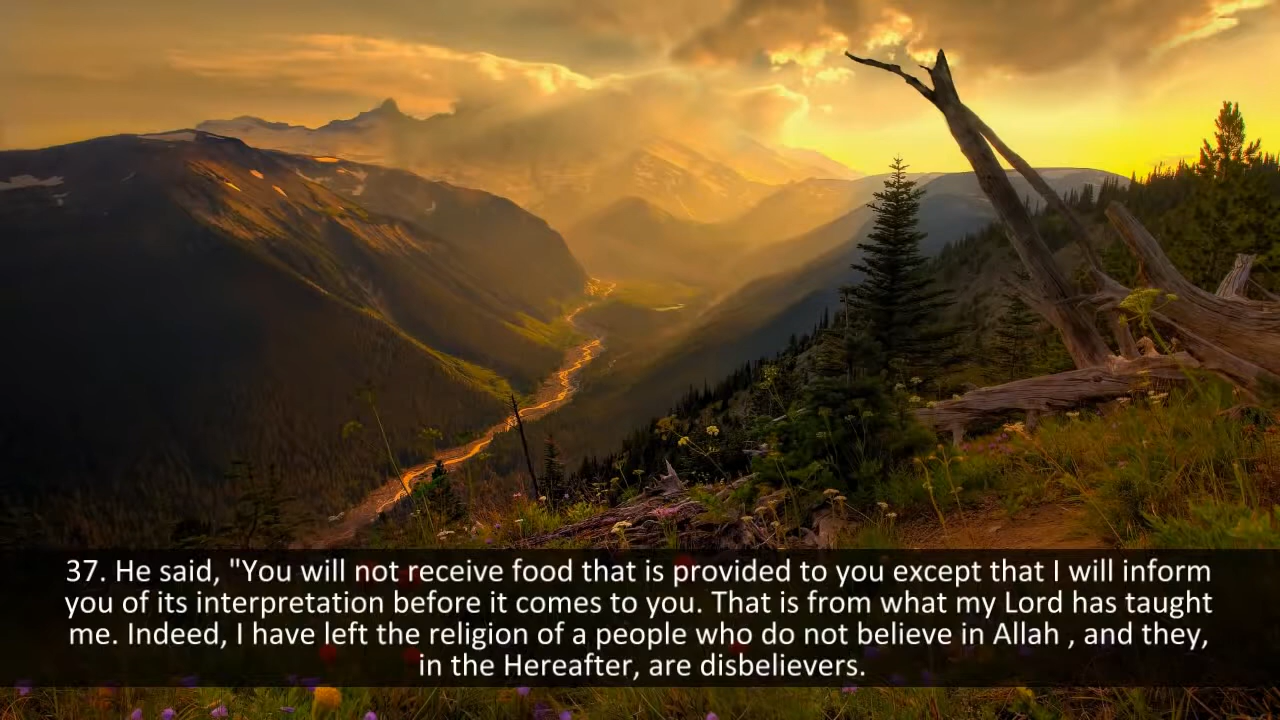 37. He said, "You will not receive food that is provided to you except that I will inform
you of its interpretation before it comes to you. That is from what my Lord has taught
me. Indeed, I have left the religion of a people who do not believe in Allah , and they,
in the Hereafter, are disbelievers.